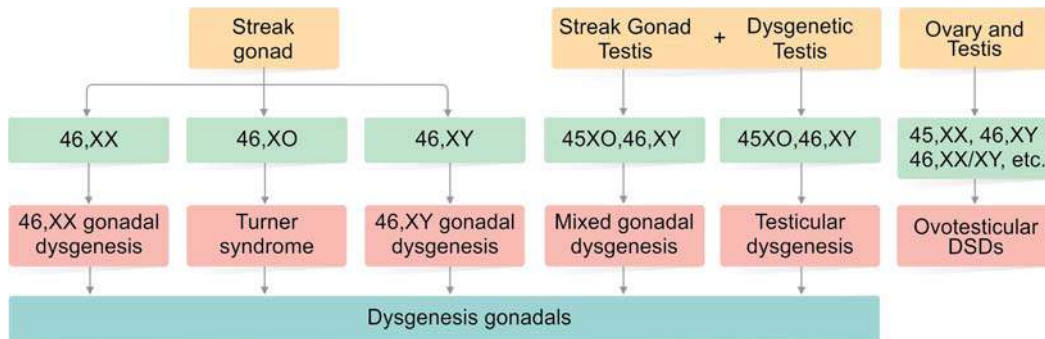 Streak
gonad
Streak Gonad
Testis
+
Dysgenetic
Testis
Ovary and
Testis
46,XX
46,XO
46,XY
45XO,46,XY
45XO,46,XY
45,XX, 46,XY
46,XX/XY, etc.
46,XX gonadal
dysgenesis
Turner
syndrome
46,XY gonadal
dysgenesis
Mixed gonadal
dysgenesis
Testicular
dysgenesis
Ovotesticular
DSDs
Dysgenesis gonadals